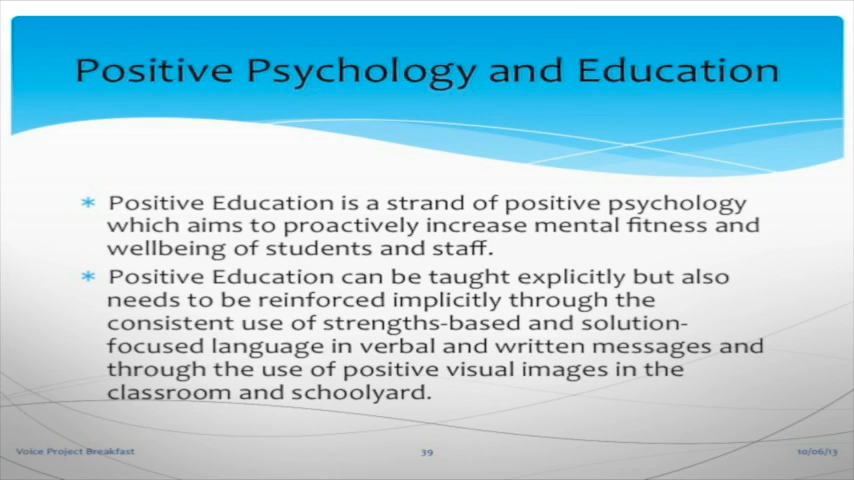 Positive Psychology and Education
* Positive Education is a strand of positive psychology
which aims to proactively increase mental fitness and
wellbeing of students and staff.
* Positive Education can be taught explicitly but also
needs to be reinforced implicitly through the
consistent use of strengths-based and solution-
focused language in verbal and written messages and
through the use of positive visual images in the
classroom and schoolyard.
Voice Project Breakfast
39
10/06/13